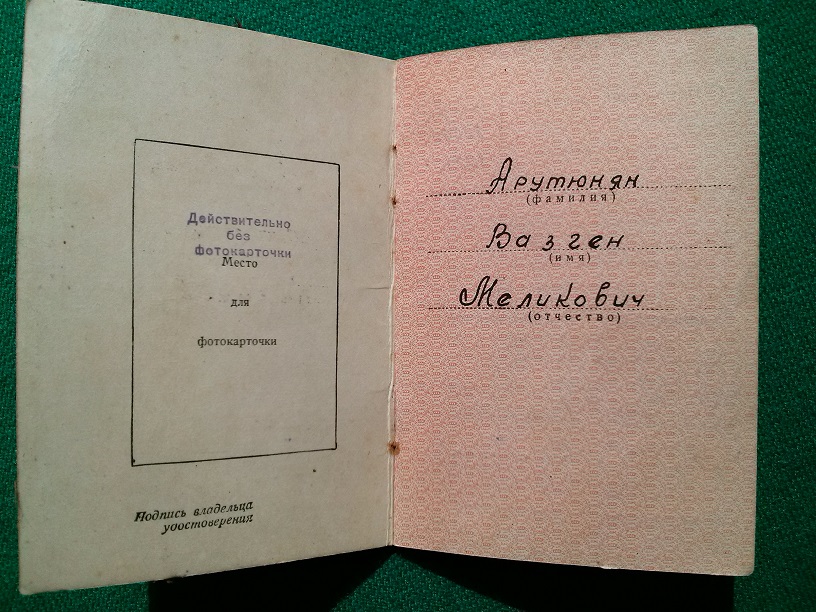 Действительно
без
фотокарточки
Место
для
фотокарточки
Подпись владельца
удостоверения
Арутюнян
(фамилия)
Вазген
(имя)
Меликович
(отчество)